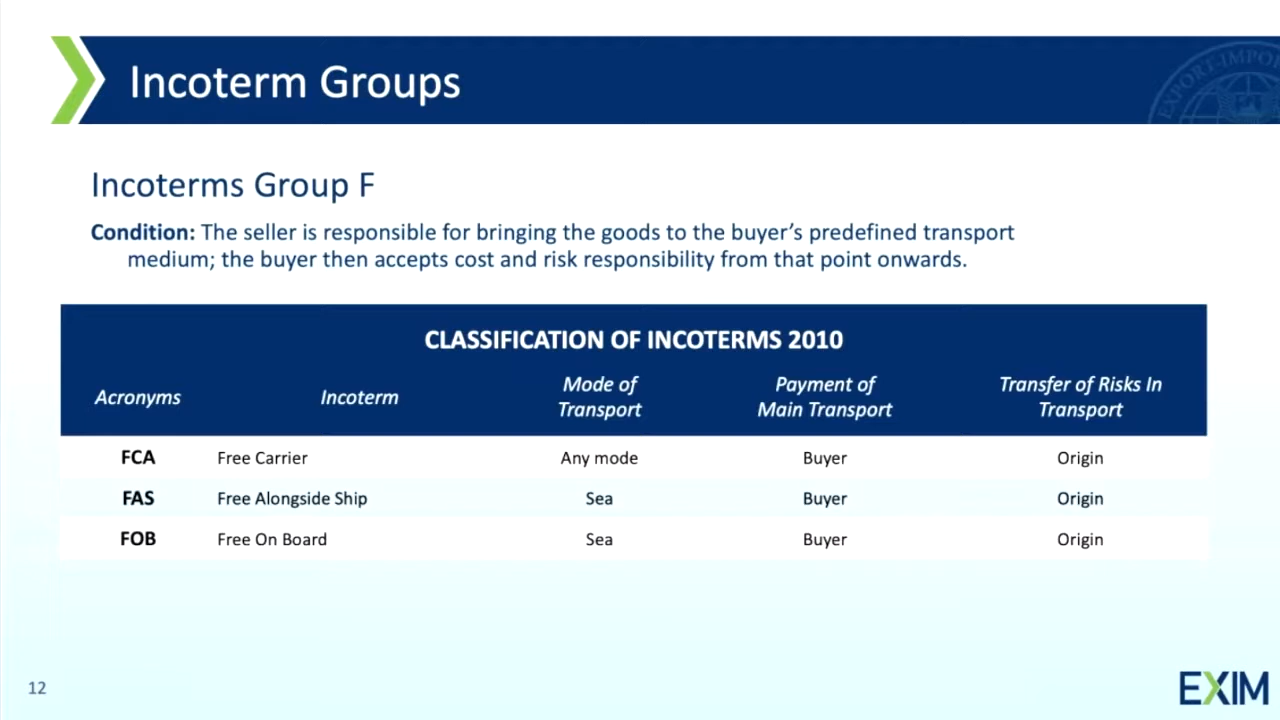 Incoterm Groups
EXPORT-IMPO
Incoterms Group F
Condition: The seller is responsible for bringing the goods to the buyer’s predefined transport
medium; the buyer then accepts cost and risk responsibility from that point onwards.
CLASSIFICATION OF INCOTERMS 2010
Acronyms Incoterm Mode of Transport Payment of Main Transport Transfer of Risks In Transport
FCA Free Carrier Any mode Buyer Origin
FAS Free Alongside Ship Sea Buyer Origin
FOB Free On Board Sea Buyer Origin
12
EXIM